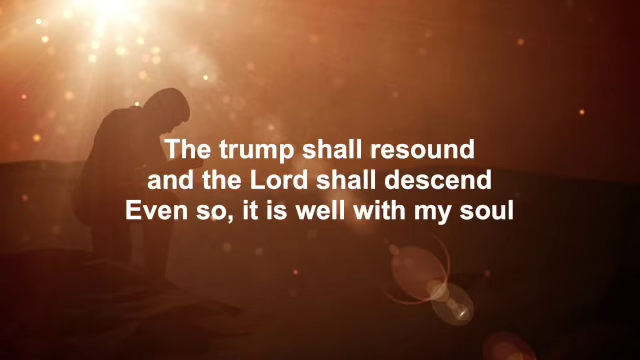 The trump shall resound
and the Lord shall descend
Even so, it is well with my soul